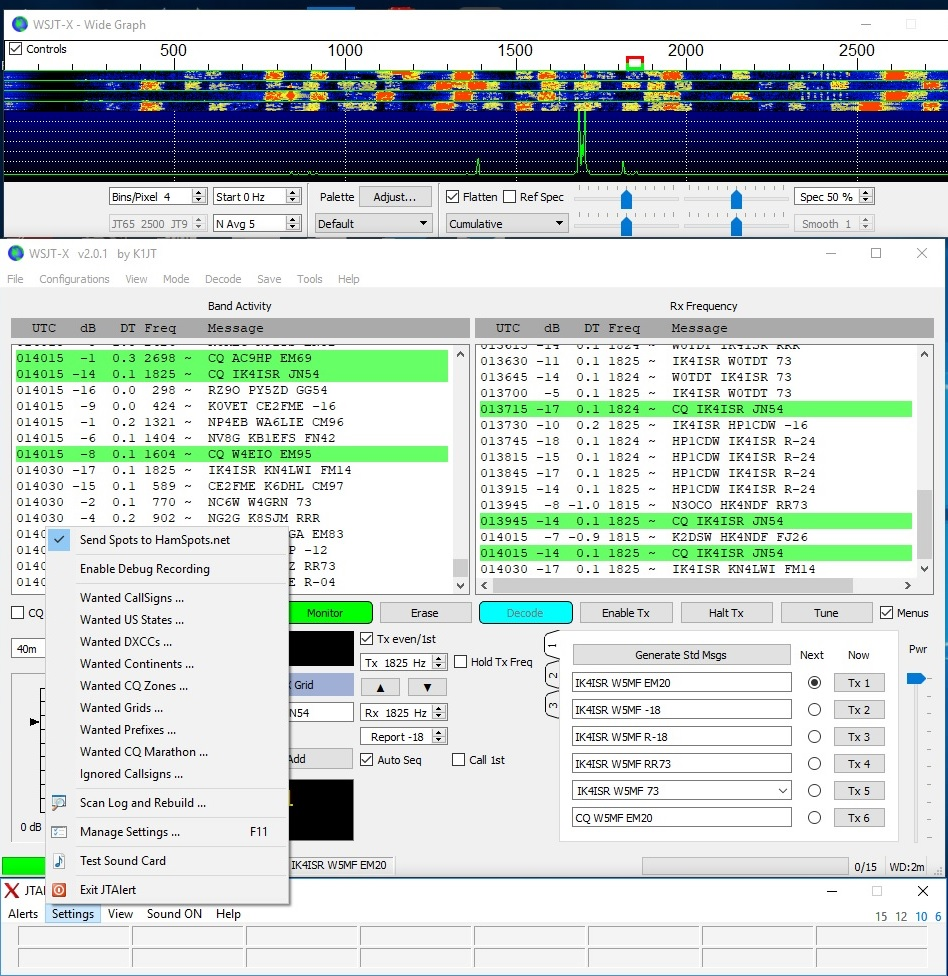 WSJT-X - Wide Graph
Controls 500 1000 1500 2000 2500
Bins/Pixel 4 Start 0 Hz Palette Adjust... Flatten Ref Spec Spec 50 %
JT65 2500 JT9 N Avg 5 Default Cumulative Smooth 1
WSJT-X v2.0.1 by K1JT
File Configurations View Mode Decode Save Tools Help
Band Activity
UTC dB DT Freq Message
014015 -1 0.3 2698 ~ CQ AC9HP EM69
014015 -14 0.1 1825 ~ CQ IK4ISR JN54
014015 -16 0.0 298 ~ RZ9O PY5ZD GG54
014015 -9 0.0 424 ~ K0VET CE2FME -16
014015 -1 0.2 1321 ~ NP4EB WA6LIE CM96
014015 -6 0.1 1404 ~ NV8G KB1EFS FN42
014015 -8 0.1 1604 ~ CQ W4EIO EM95
014030 -17 0.1 1825 ~ IK4ISR KN4LWI FM14
014030 -15 0.1 589 ~ CE2FME K6DHL CM97
014030 -2 0.1 770 ~ NC6W W4GRN 73
014030 -4 0.2 902 ~ NG2G K8SJM RRR
GA EM83
P -12
Z RR73
E R-04
Rx Frequency
UTC dB DT Freq Message
013615 -14 0.1 1824 ~ W0TDT IK4ISR RRR
013630 -11 0.1 1825 ~ IK4ISR W0TDT 73
013645 -14 0.1 1824 ~ W0TDT IK4ISR 73
013700 -5 0.1 1825 ~ IK4ISR W0TDT 73
013715 -17 0.1 1824 ~ CQ IK4ISR JN54
013730 -10 0.2 1825 ~ IK4ISR HP1CDW -16
013745 -18 0.1 1824 ~ HP1CDW IK4ISR R-24
013815 -15 0.1 1824 ~ HP1CDW IK4ISR R-24
013845 -17 0.1 1825 ~ HP1CDW IK4ISR R-24
013915 -14 0.1 1825 ~ HP1CDW IK4ISR R-24
013945 -8 -1.0 1815 ~ N3OCO HK4NDF RR73
013945 -14 0.1 1825 ~ CQ IK4ISR JN54
014015 -7 -0.9 1815 ~ K2DSW HK4NDF FJ26
014015 -14 0.1 1825 ~ CQ IK4ISR JN54
014030 -17 0.1 1825 ~ IK4ISR KN4LWI FM14
CQ Monitor Erase Decode Enable Tx Halt Tx Tune Menus
40m
0 dB
Grid
N54
Add
Tx even/1st
Tx 1825 Hz Hold Tx Freq
Rx 1825 Hz
Report -18
Auto Seq Call 1st
1
2
3
Generate Std Msgs Next Now Pwr
IK4ISR W5MF EM20 Tx 1
IK4ISR W5MF -18 Tx 2
IK4ISR W5MF R-18 Tx 3
IK4ISR W5MF RR73 Tx 4
IK4ISR W5MF 73 Tx 5
CQ W5MF EM20 Tx 6
IK4ISR W5MF EM20 0/15 WD:2m
Send Spots to HamSpots.net
Enable Debug Recording
Wanted CallSigns ...
Wanted US States ...
Wanted DXCCs ...
Wanted Continents ...
Wanted CQ Zones ...
Wanted Grids ...
Wanted Prefixes ...
Wanted CQ Marathon ...
Ignored Callsigns ...
Scan Log and Rebuild ...
Manage Settings ... F11
Test Sound Card
Exit JTAlert
JTAl
Alerts Settings View Sound ON Help
15 12 10 6